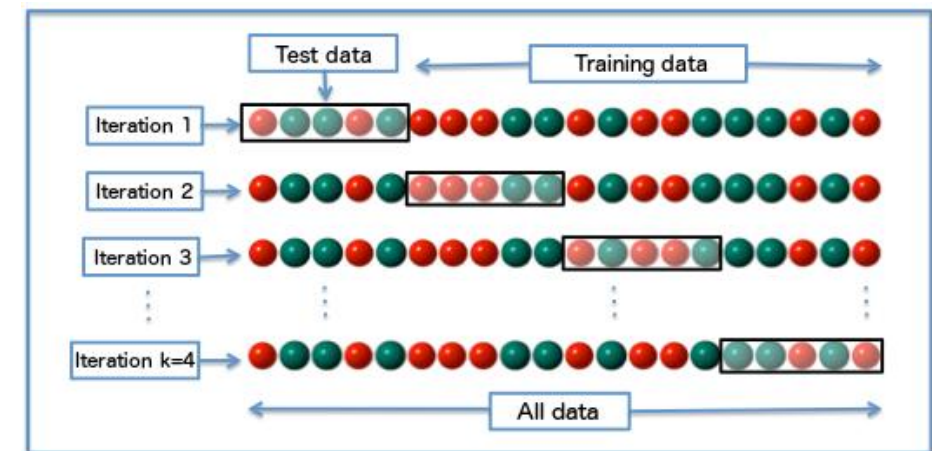 Test data
Training data
Iteration 1
Iteration 2
Iteration 3
Iteration k=4
All data